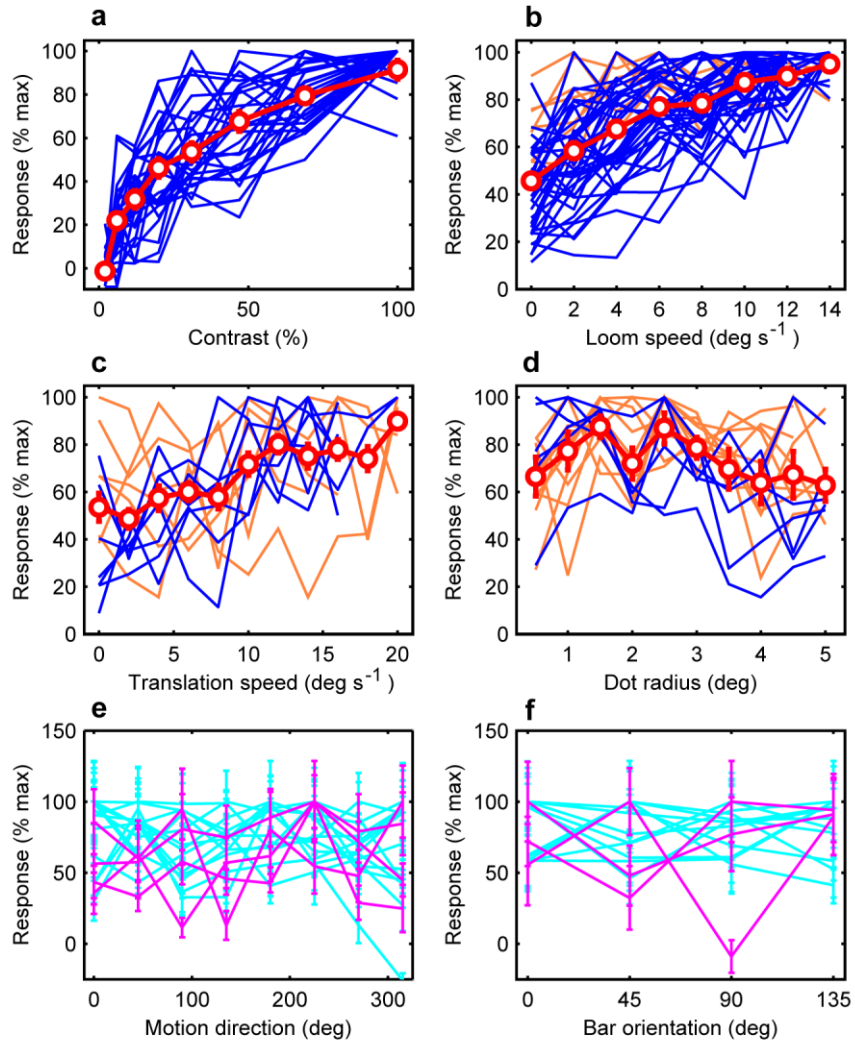 a
Response (% max)
100
80
60
40
20
0
0
50
100
Contrast (%)
b
Response (% max)
100
80
60
40
20
0
0 2 4 6 8 10 12 14
Loom speed (deg s⁻¹)
c
Response (% max)
100
80
60
40
20
0
0 5 10 15 20
Translation speed (deg s⁻¹)
d
Response (% max)
100
80
60
40
20
0
1 2 3 4 5
Dot radius (deg)
e
Response (% max)
150
100
50
0
0 100 200 300
Motion direction (deg)
f
Response (% max)
150
100
50
0
0 45 90 135
Bar orientation (deg)